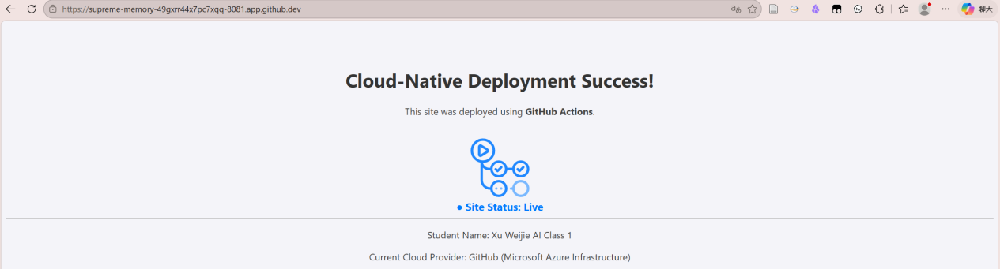 https://supreme-memory-49gxrr44x7pc7xqq-8081.app.github.dev
聊天
Cloud-Native Deployment Success!
This site was deployed using GitHub Actions.
● Site Status: Live
Student Name: Xu Weijie AI Class 1
Current Cloud Provider: GitHub (Microsoft Azure Infrastructure)